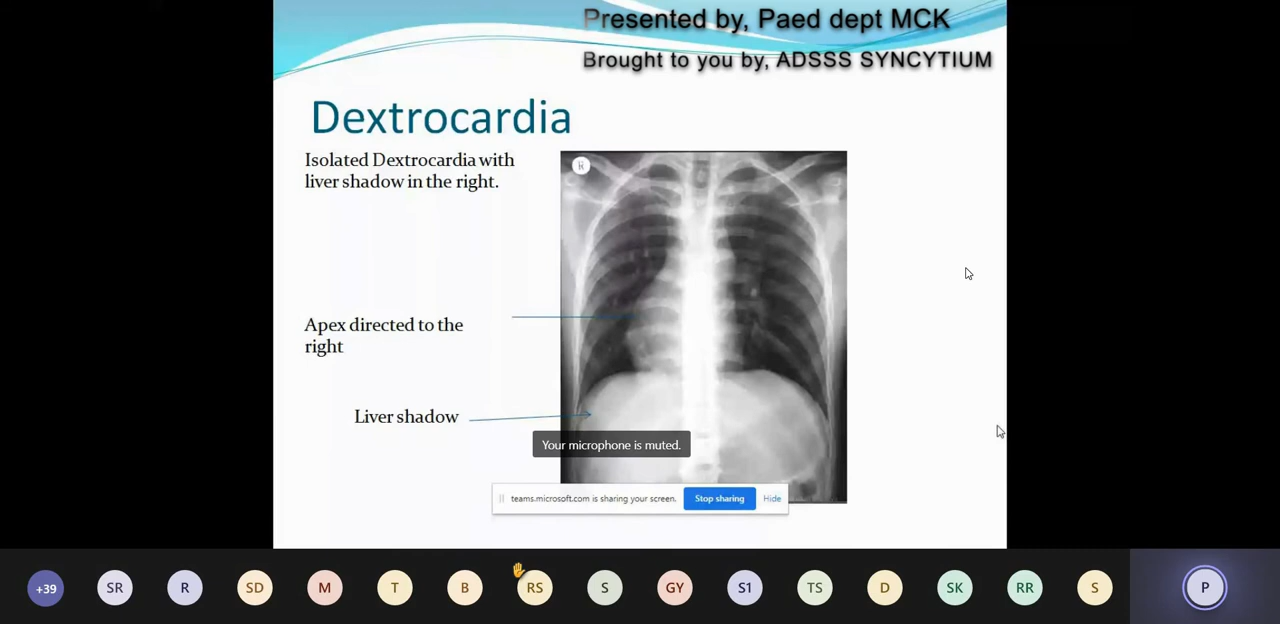 Presented by, Paed dept MCK
Brought to you by, ADSSS SYNCYTIUM
Dextrocardia
Isolated Dextrocardia with
liver shadow in the right.
R
Apex directed to the
right
Liver shadow
Your microphone is muted.
teams.microsoft.com is sharing your screen. Stop sharing Hide
+39 SR R SD M T B RS S GY S1 TS D SK RR S P